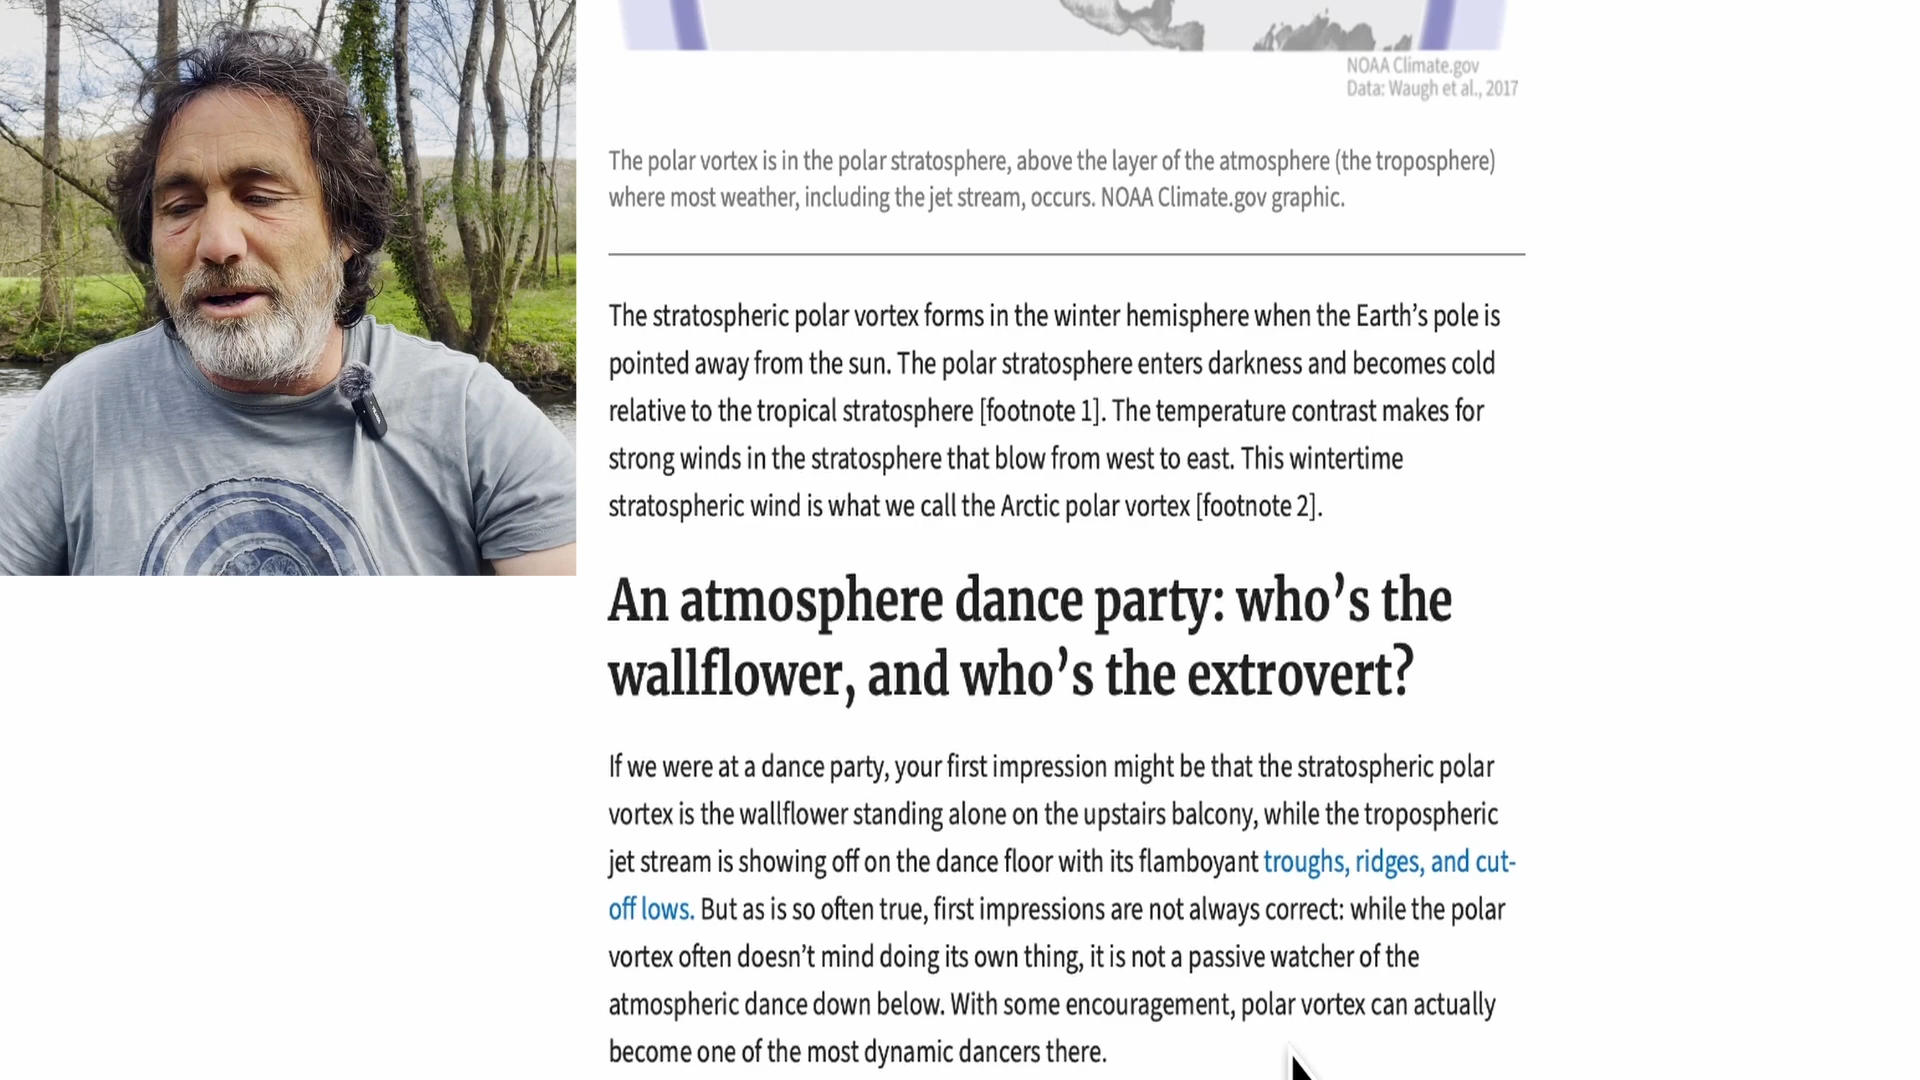 NOAA Climate.gov
Data: Waugh et al., 2017
The polar vortex is in the polar stratosphere, above the layer of the atmosphere (the troposphere)
where most weather, including the jet stream, occurs. NOAA Climate.gov graphic.
The stratospheric polar vortex forms in the winter hemisphere when the Earth’s pole is
pointed away from the sun. The polar stratosphere enters darkness and becomes cold
relative to the tropical stratosphere [footnote 1]. The temperature contrast makes for
strong winds in the stratosphere that blow from west to east. This wintertime
stratospheric wind is what we call the Arctic polar vortex [footnote 2].
An atmosphere dance party: who’s the
wallflower, and who’s the extrovert?
If we were at a dance party, your first impression might be that the stratospheric polar
vortex is the wallflower standing alone on the upstairs balcony, while the tropospheric
jet stream is showing off on the dance floor with its flamboyant troughs, ridges, and cut-
off lows. But as is so often true, first impressions are not always correct: while the polar
vortex often doesn’t mind doing its own thing, it is not a passive watcher of the
atmospheric dance down below. With some encouragement, polar vortex can actually
become one of the most dynamic dancers there.